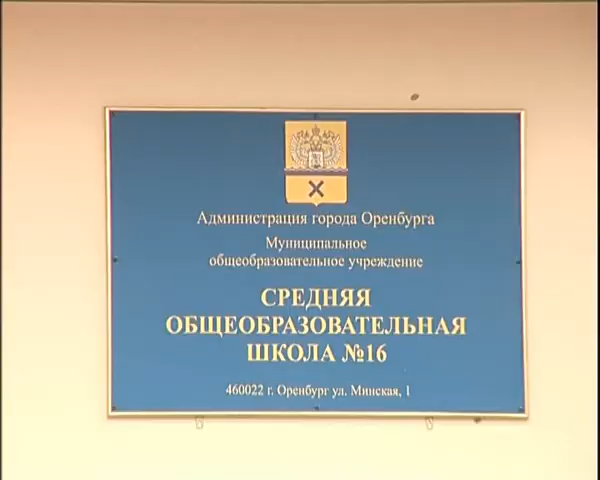 Администрация города Оренбурга
Муниципальное
общеобразовательное учреждение
СРЕДНЯЯ
ОБЩЕОБРАЗОВАТЕЛЬНАЯ
ШКОЛА №16
460022 г. Оренбург ул. Минская, 1